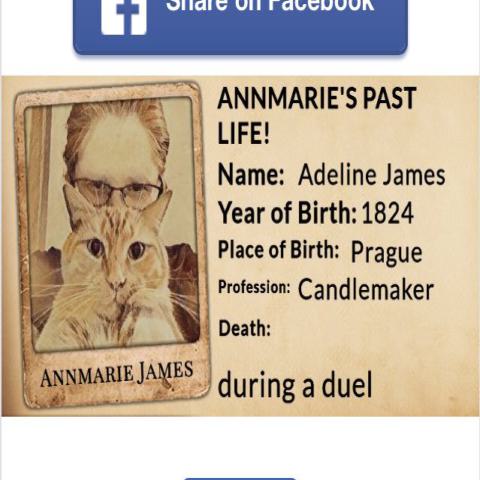 Share on Facebook
ANNMARIE'S PAST
LIFE!
Name: Adeline James
Year of Birth: 1824
Place of Birth: Prague
Profession: Candlemaker
Death:
during a duel
ANNMARIE JAMES